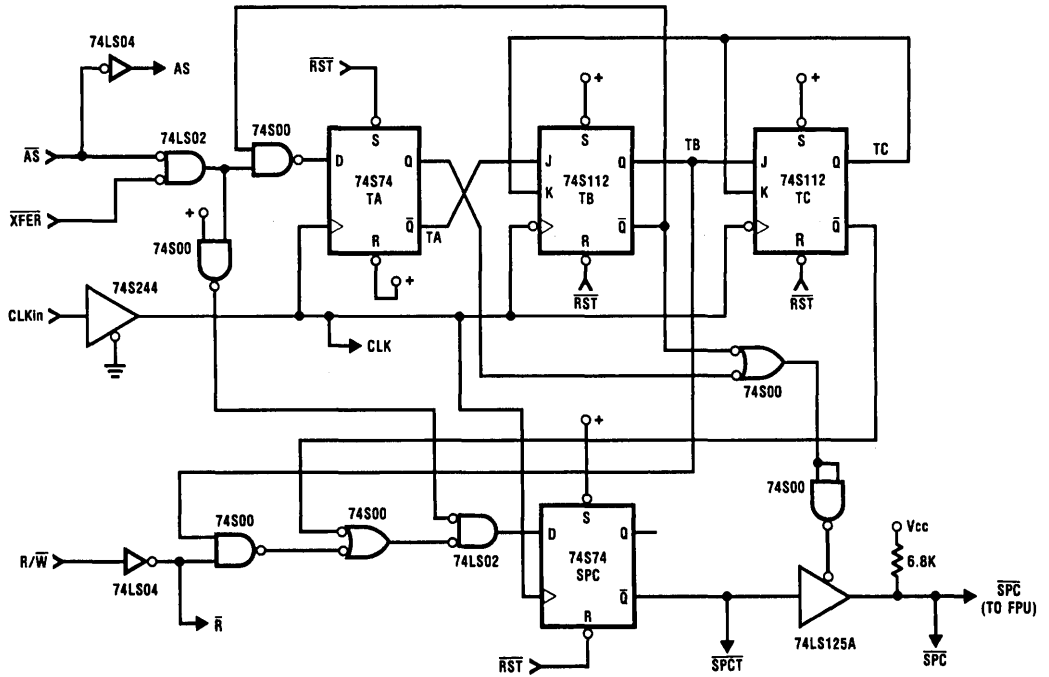 74LS04
AS
RST
+
+
74LS02
74S00
S
S
S
AS
D
Q
J
Q
TB
J
Q
TC
74S74
TA
74S112
TB
74S112
TC
K
K
XFER
+
74S00
Q
TA
Q
Q
R
R
R
+
RST
RST
74S244
CLKin
CLK
74S00
+
74S00
74S00
74S00
S
D
Q
Vcc
6.8K
R/W
74LS04
74LS02
74S74
SPC
Q
SPC
(TO FPU)
R
R
74LS125A
RST
SPCT
SPC